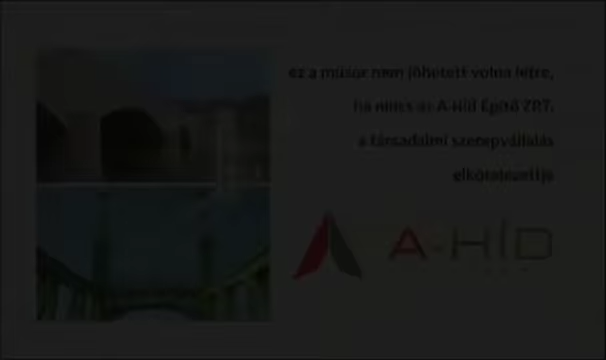 ez a műsor nem jöhetett volna létre,
ha nincs az A-Híd Építő ZRT.
a társadalmi szerepvállalás
elkötelezettje
A-HÍD